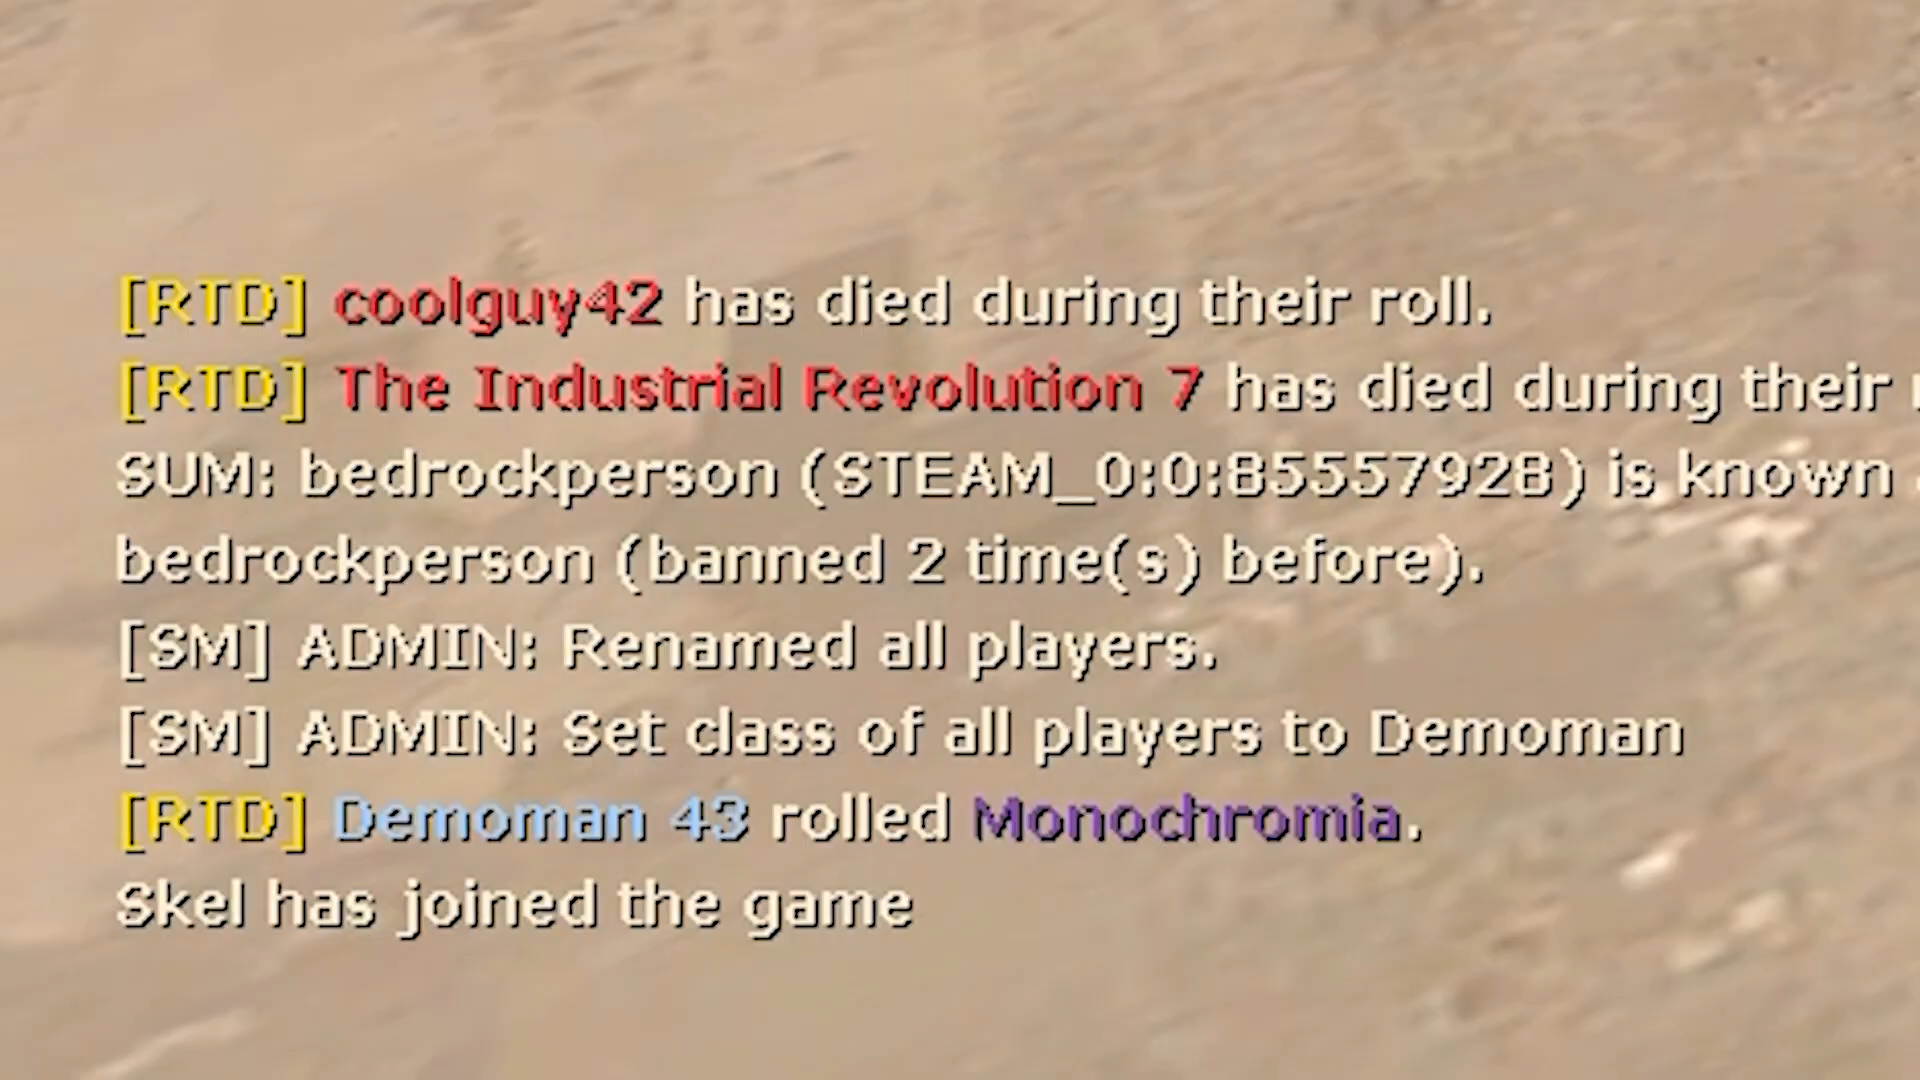 [RTD] coolguy42 has died during their roll.
[RTD] The Industrial Revolution 7 has died during their
SUM: bedrockperson (STEAM_0:0:85557928) is known
bedrockperson (banned 2 time(s) before).
[SM] ADMIN: Renamed all players.
[SM] ADMIN: Set class of all players to Demoman
[RTD] Demoman 43 rolled Monochromia.
Skel has joined the game